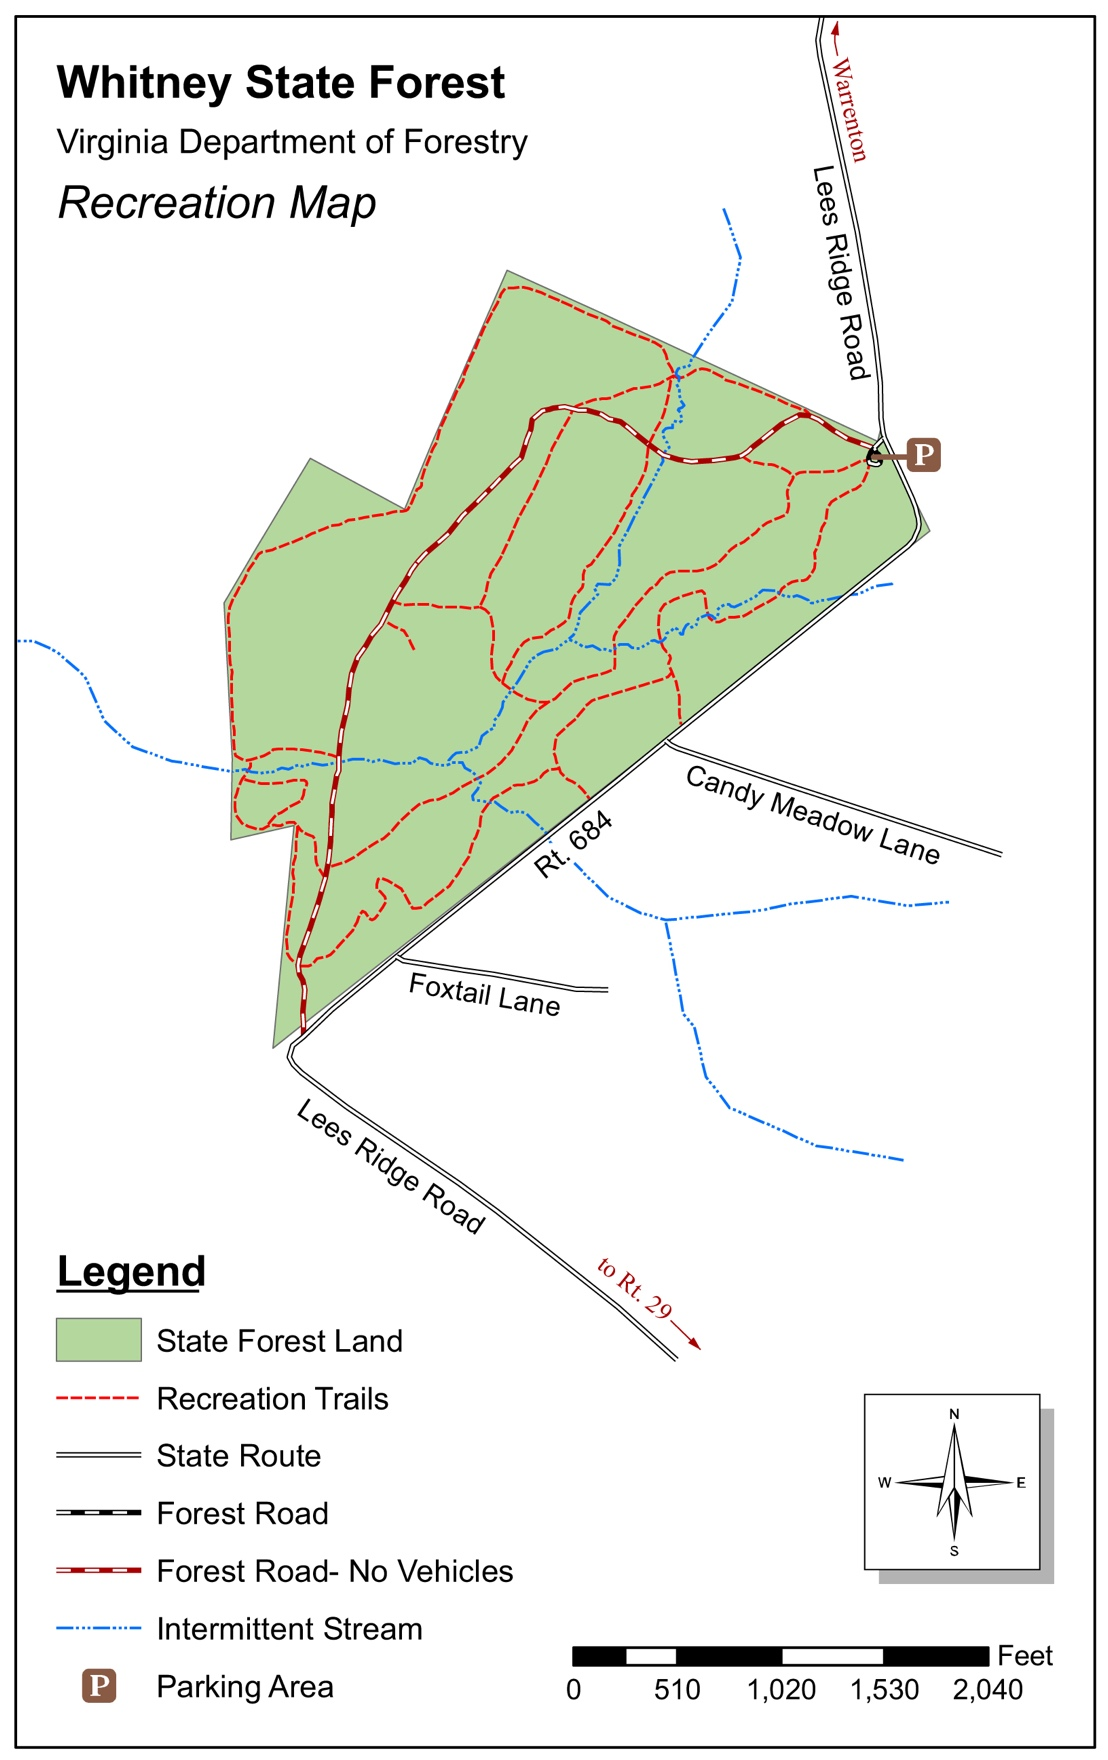 Whitney State Forest
Virginia Department of Forestry
Recreation Map
Warrenton
Lees Ridge Road
P
Candy Meadow Lane
Rt. 684
Foxtail Lane
Lees Ridge Road
to Rt. 29
Legend
State Forest Land
Recreation Trails
State Route
Forest Road
Forest Road- No Vehicles
Intermittent Stream
P Parking Area
N
W E
S
Feet
0 510 1,020 1,530 2,040